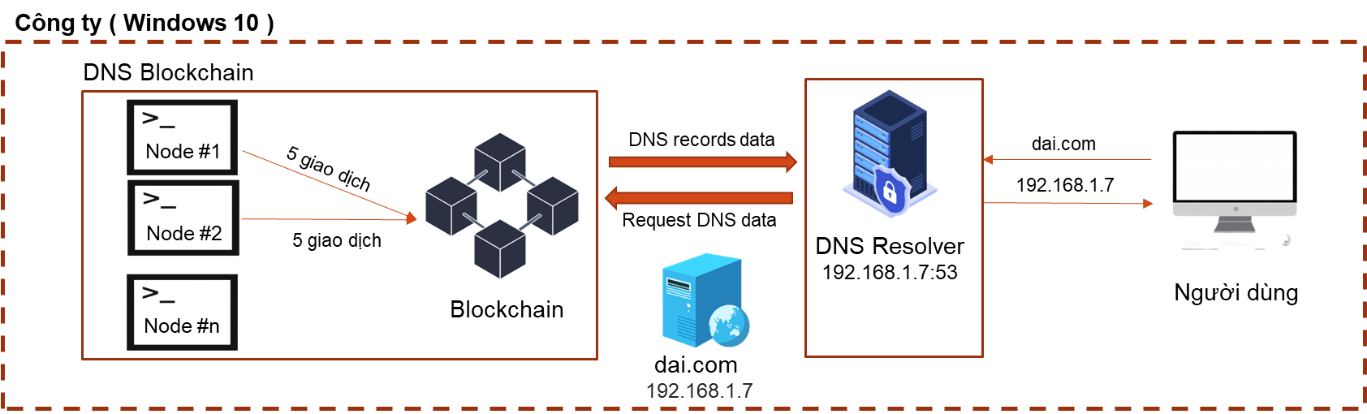 Công ty ( Windows 10 )
DNS Blockchain
>_
Node #1
>_
Node #2
>_
Node #n
5 giao dịch
5 giao dịch
Blockchain
DNS records data
Request DNS data
dai.com
192.168.1.7
DNS Resolver
192.168.1.7:53
dai.com
192.168.1.7
Người dùng